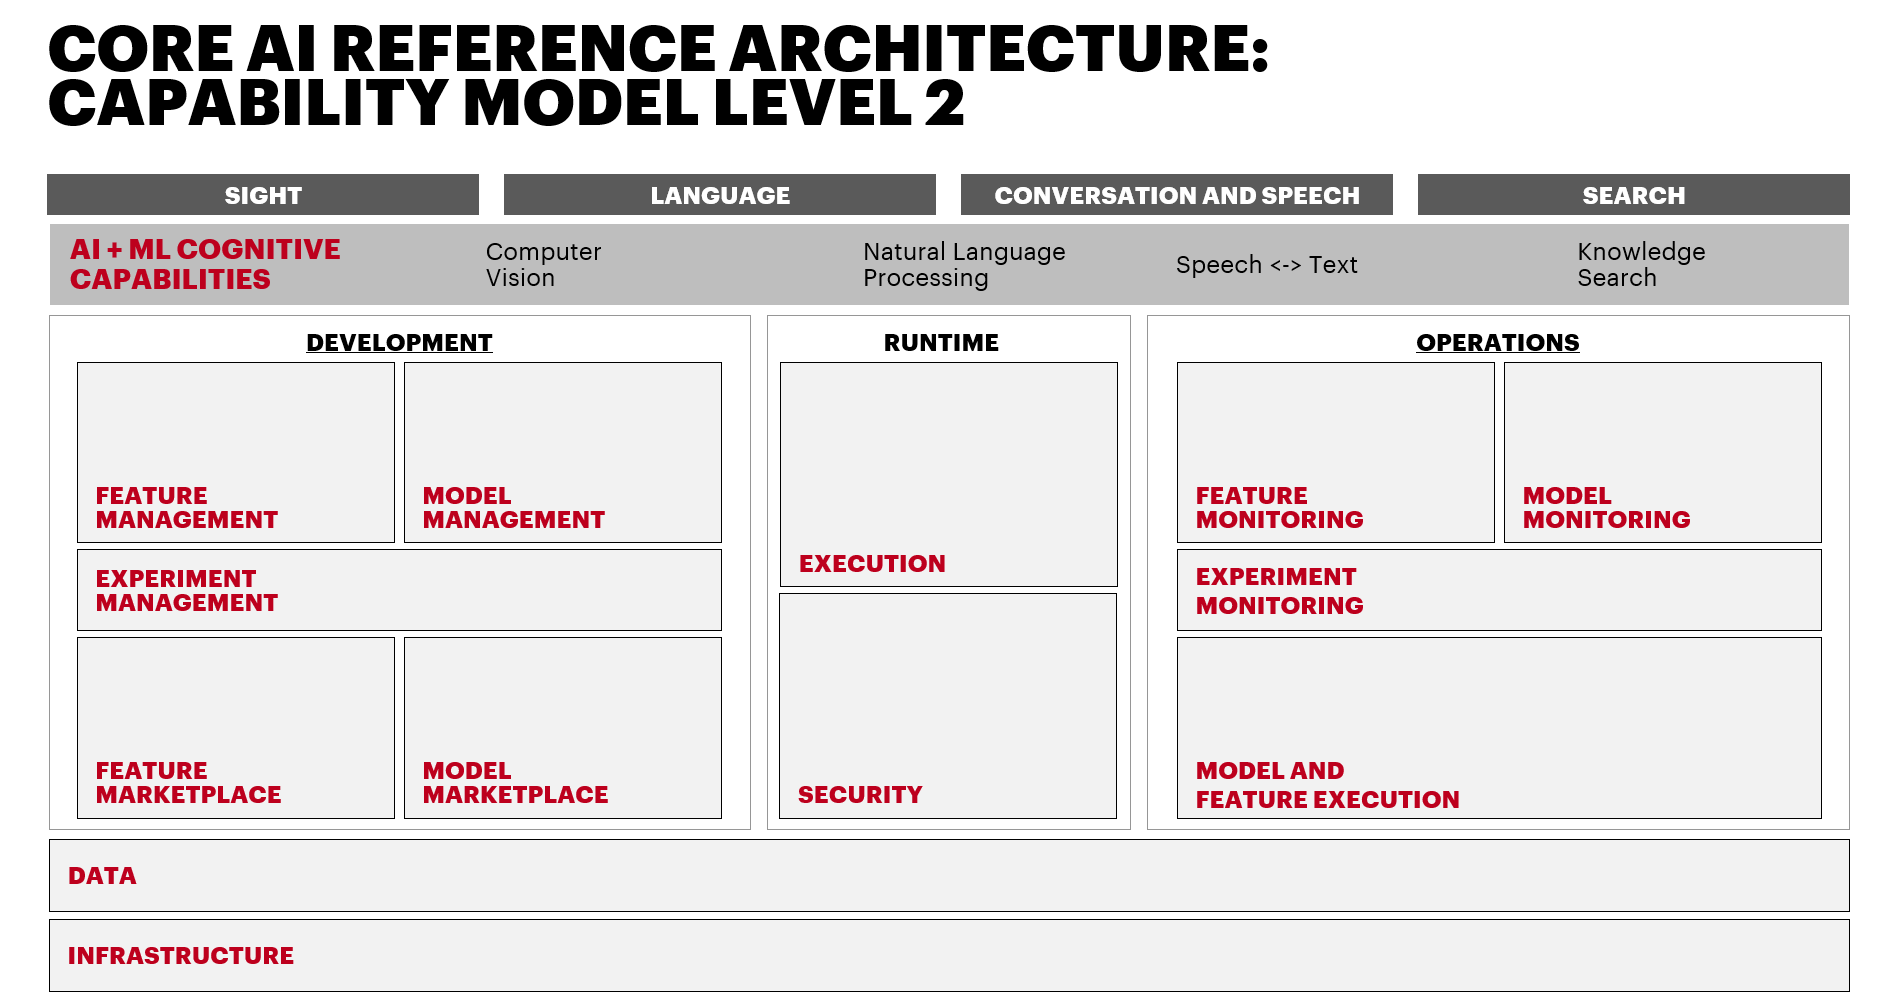 CORE AI REFERENCE ARCHITECTURE:
CAPABILITY MODEL LEVEL 2
SIGHT
LANGUAGE
CONVERSATION AND SPEECH
SEARCH
AI + ML COGNITIVE
CAPABILITIES
Computer
Vision
Natural Language
Processing
Speech <-> Text
Knowledge
Search
DEVELOPMENT
FEATURE
MANAGEMENT
MODEL
MANAGEMENT
EXPERIMENT
MANAGEMENT
FEATURE
MARKETPLACE
MODEL
MARKETPLACE
RUNTIME
EXECUTION
SECURITY
OPERATIONS
FEATURE
MONITORING
MODEL
MONITORING
EXPERIMENT
MONITORING
MODEL AND
FEATURE EXECUTION
DATA
INFRASTRUCTURE